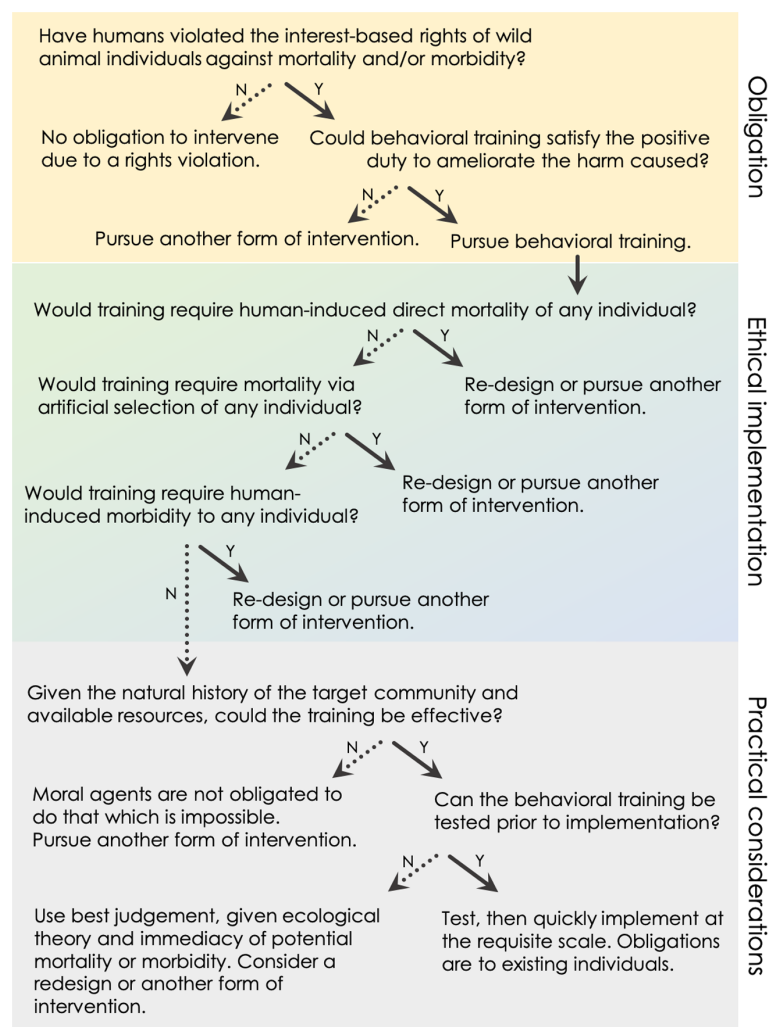 Have humans violated the interest-based rights of wild
animal individuals against mortality and/or morbidity?
N
Y
No obligation to intervene
due to a rights violation.
Could behavioral training satisfy the positive
duty to ameliorate the harm caused?
N
Y
Pursue another form of intervention.
Pursue behavioral training.
Obligation
Would training require human-induced direct mortality of any individual?
N
Y
Would training require mortality via
artificial selection of any individual?
Re-design or pursue another
form of intervention.
N
Y
Would training require human-
induced morbidity to any individual?
Re-design or pursue another
form of intervention.
N
Y
Re-design or pursue another
form of intervention.
Ethical implementation
Given the natural history of the target community and
available resources, could the training be effective?
N
Y
Moral agents are not obligated to
do that which is impossible.
Pursue another form of intervention.
Can the behavioral training be
tested prior to implementation?
N
Y
Use best judgement, given ecological
theory and immediacy of potential
mortality or morbidity. Consider a
redesign or another form of
intervention.
Test, then quickly implement at
the requisite scale. Obligations
are to existing individuals.
Practical considerations